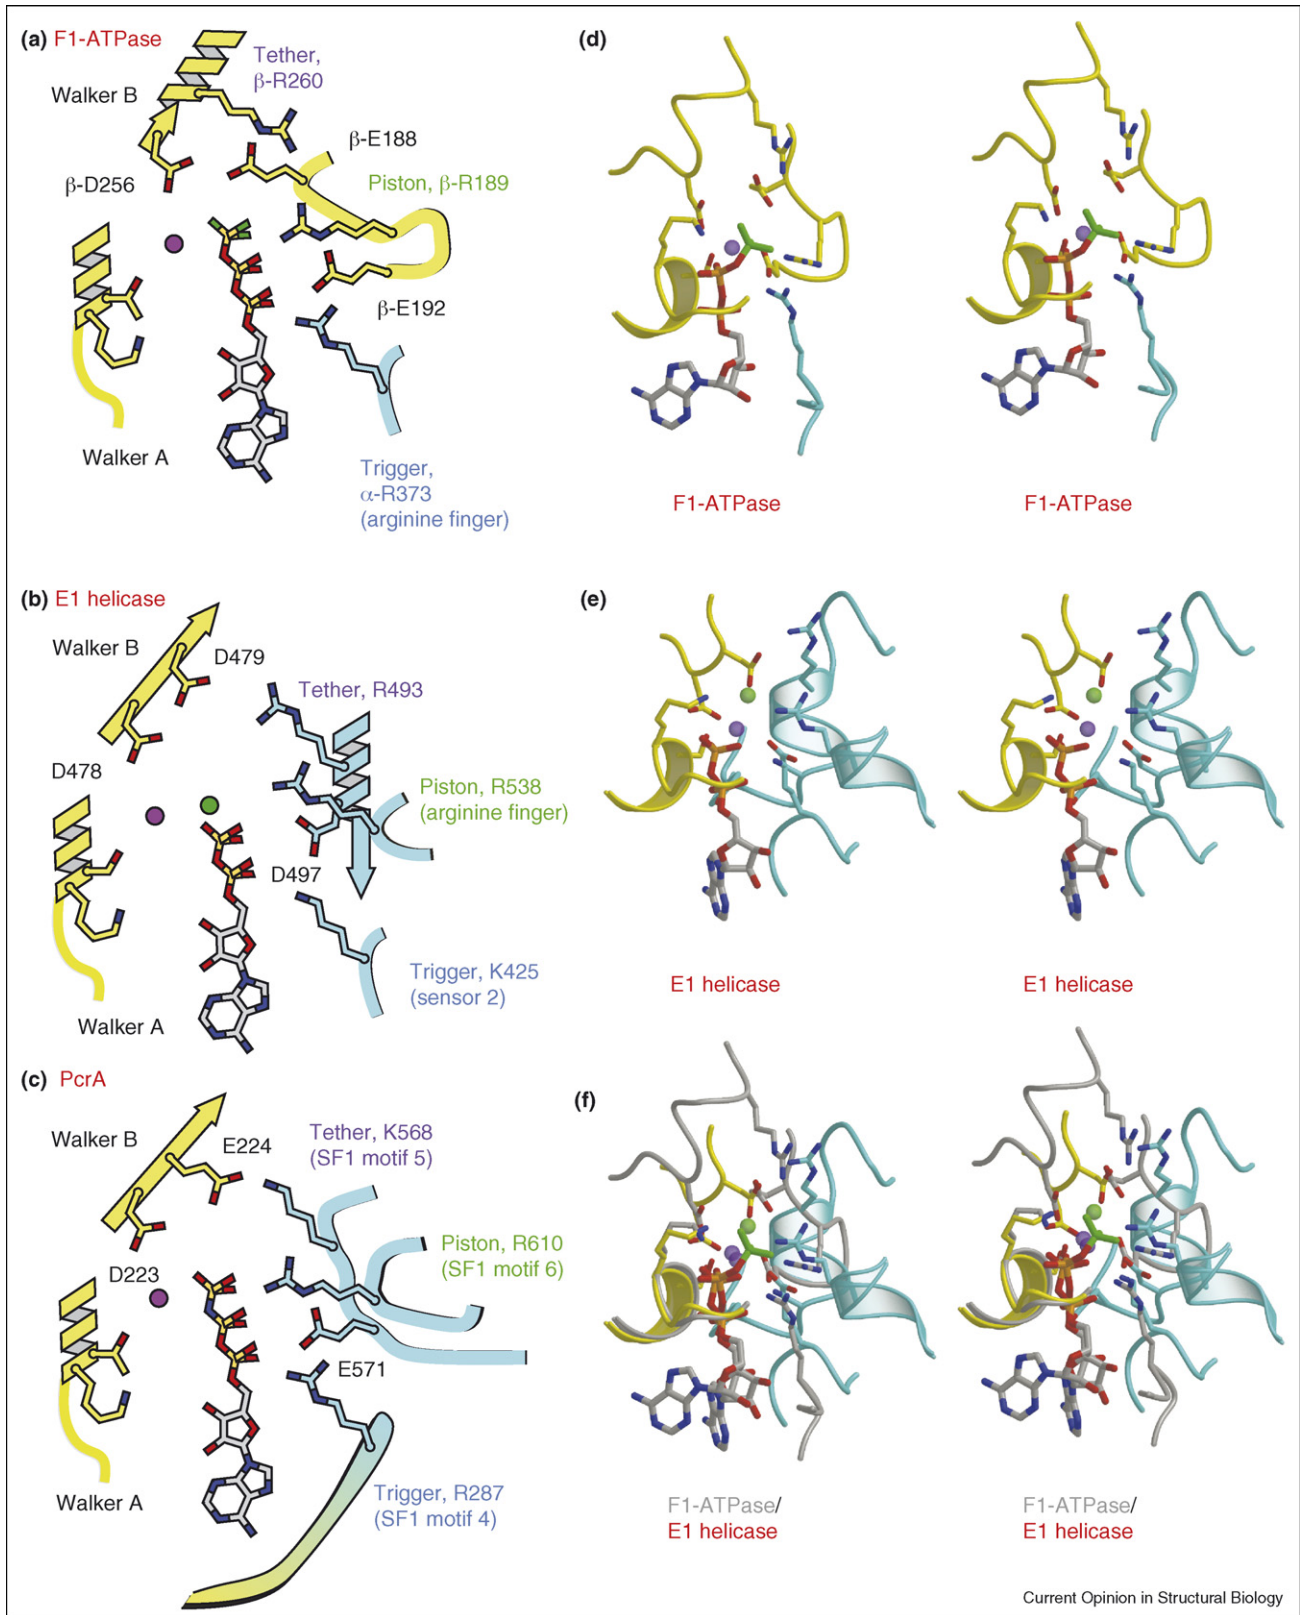 (a) F1-ATPase
Tether,
β-R260
Walker B
β-E188
β-D256
Piston, β-R189
β-E192
Walker A
Trigger,
α-R373
(arginine finger)
(d)
F1-ATPase
F1-ATPase
(b) E1 helicase
Walker B
D479
Tether, R493
D478
Piston, R538
(arginine finger)
D497
Trigger, K425
(sensor 2)
Walker A
(e)
E1 helicase
E1 helicase
(c) PcrA
Walker B
E224
Tether, K568
(SF1 motif 5)
Piston, R610
(SF1 motif 6)
D223
E571
Walker A
Trigger, R287
(SF1 motif 4)
(f)
F1-ATPase/
E1 helicase
F1-ATPase/
E1 helicase
Current Opinion in Structural Biology